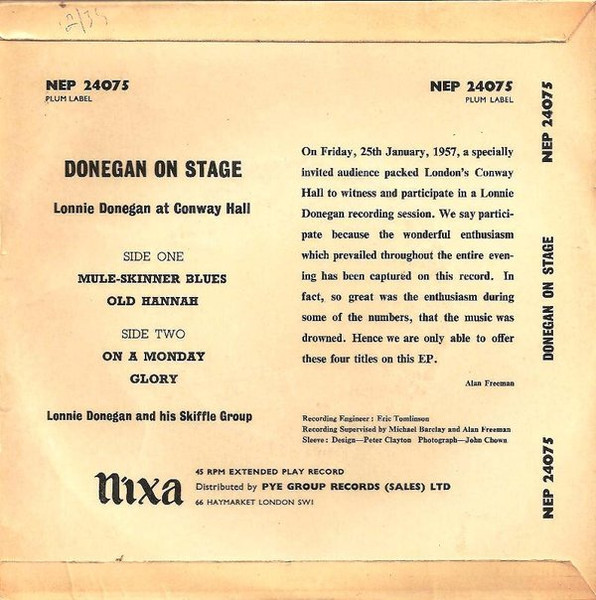 12/35
NEP 24075
PLUM LABEL
NEP 24075
PLUM LABEL
DONEGAN ON STAGE
Lonnie Donegan at Conway Hall
SIDE ONE
MULE-SKINNER BLUES
OLD HANNAH
SIDE TWO
ON A MONDAY
GLORY
Lonnie Donegan and his Skiffle Group
On Friday, 25th January, 1957, a specially
invited audience packed London's Conway
Hall to witness and participate in a Lonnie
Donegan recording session. We say partici-
pate because the wonderful enthusiasm
which prevailed throughout the entire even-
ing has been captured on this record. In
fact, so great was the enthusiasm during
some of the numbers, that the music was
drowned. Hence we are only able to offer
these four titles on this EP.
Alan Freeman
Recording Engineer : Eric Tomlinson
Recording Supervised by Michael Barclay and Alan Freeman
Sleeve : Design—Peter Clayton Photograph—John Chown
nixa
45 RPM EXTENDED PLAY RECORD
Distributed by PYE GROUP RECORDS (SALES) LTD
66 HAYMARKET LONDON SW1
NEP 24075
DONEGAN ON STAGE
NEP 24075